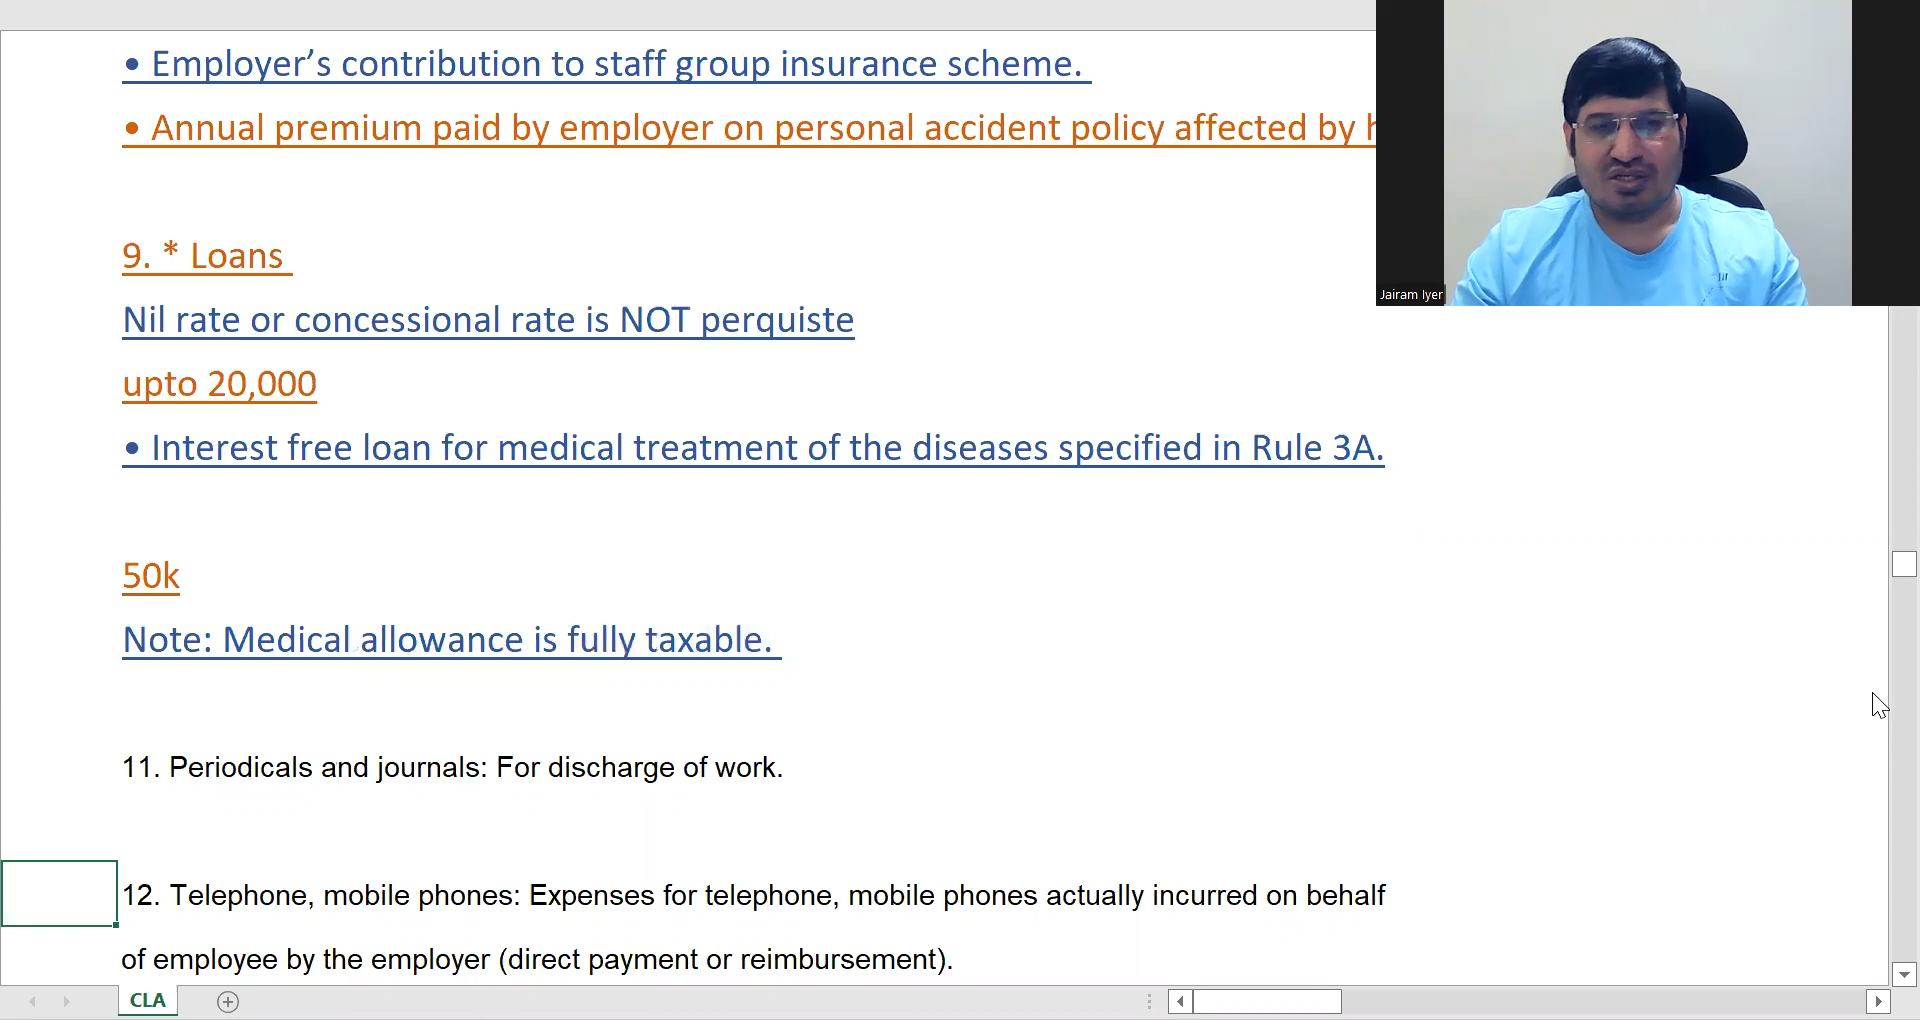 • Employer’s contribution to staff group insurance scheme.
• Annual premium paid by employer on personal accident policy affected by
9. * Loans
Nil rate or concessional rate is NOT perquiste
upto 20,000
• Interest free loan for medical treatment of the diseases specified in Rule 3A.
50k
Note: Medical allowance is fully taxable.
11. Periodicals and journals: For discharge of work.
12. Telephone, mobile phones: Expenses for telephone, mobile phones actually incurred on behalf
of employee by the employer (direct payment or reimbursement).
CLA
Jairam Iyer